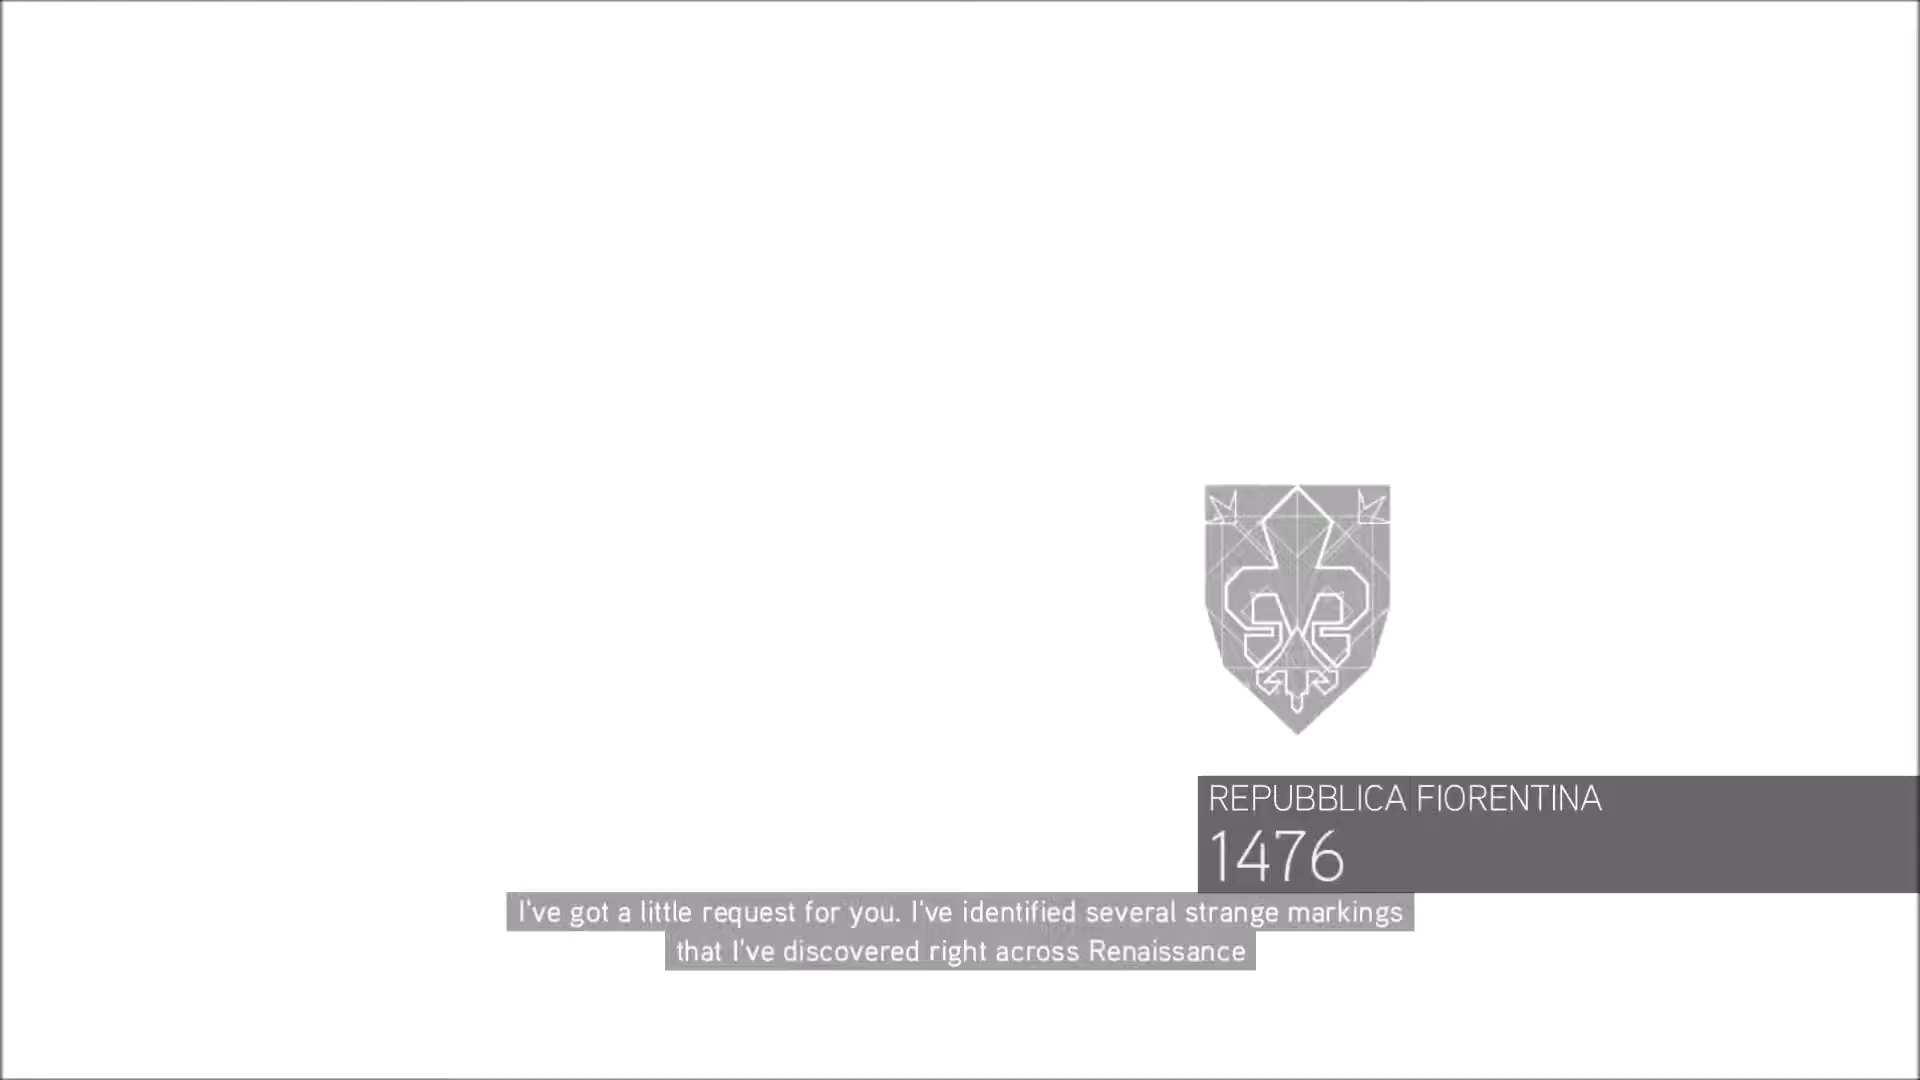 REPUBBLICA FIORENTINA
1476
I've got a little request for you. I've identified several strange markings
that I've discovered right across Renaissance